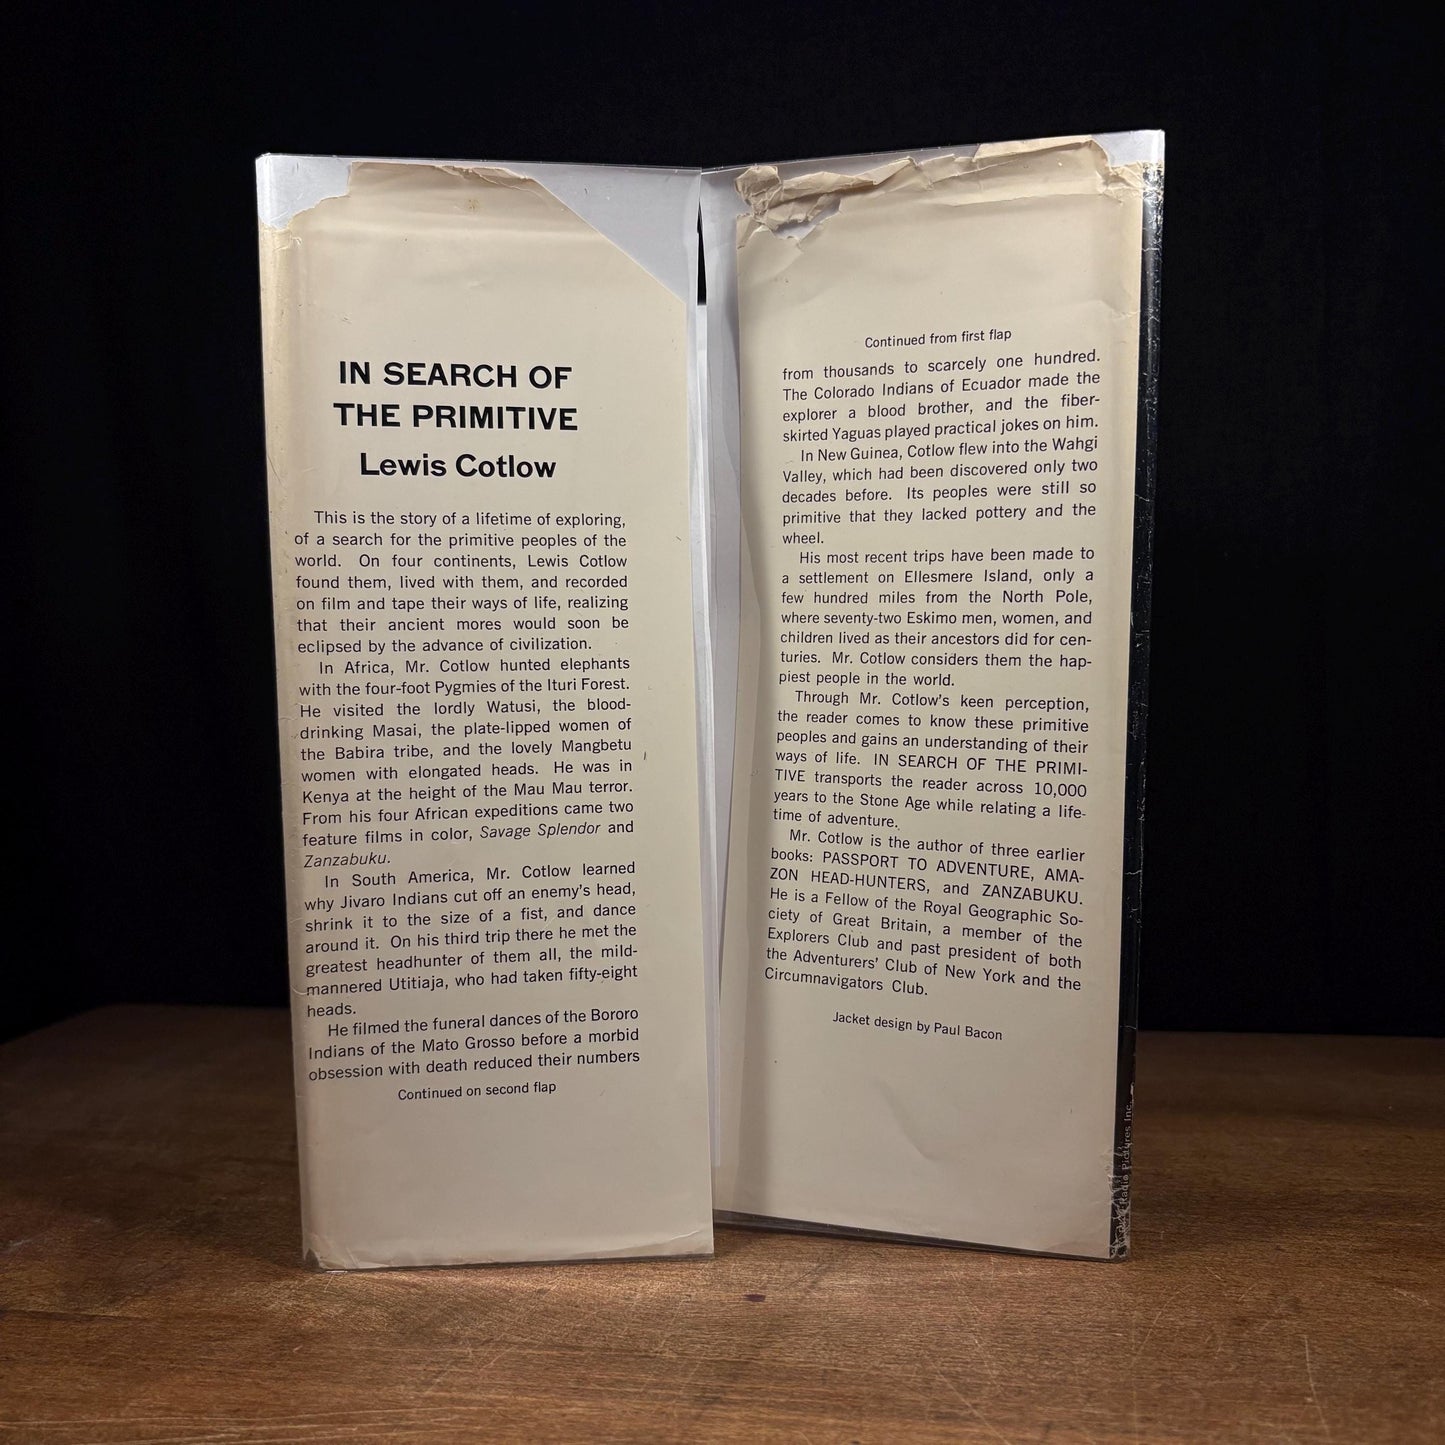 IN SEARCH OF
THE PRIMITIVE
Lewis Cotlow
This is the story of a lifetime of exploring,
of a search for the primitive peoples of the
world. On four continents, Lewis Cotlow
found them, lived with them, and recorded
on film and tape their ways of life, realizing
that their ancient mores would soon be
eclipsed by the advance of civilization.
In Africa, Mr. Cotlow hunted elephants
with the four-foot Pygmies of the Ituri Forest.
He visited the lordly Watusi, the blood-
drinking Masai, the plate-lipped women of
the Babira tribe, and the lovely Mangbetu
women with elongated heads. He was in
Kenya at the height of the Mau Mau terror.
From his four African expeditions came two
feature films in color, Savage Splendor and
Zanzabuku.
In South America, Mr. Cotlow learned
why Jivaro Indians cut off an enemy's head,
shrink it to the size of a fist, and dance
around it. On his third trip there he met the
greatest headhunter of them all, the mild-
mannered Utitiaja, who had taken fifty-eight
heads.
He filmed the funeral dances of the Bororo
Indians of the Mato Grosso before a morbid
obsession with death reduced their numbers
Continued on second flap
Continued from first flap
from thousands to scarcely one hundred.
The Colorado Indians of Ecuador made the
explorer a blood brother, and the fiber-
skirted Yaguas played practical jokes on him.
In New Guinea, Cotlow flew into the Wahgi
Valley, which had been discovered only two
decades before. Its peoples were still so
primitive that they lacked pottery and the
wheel.
His most recent trips have been made to
a settlement on Ellesmere Island, only a
few hundred miles from the North Pole,
where seventy-two Eskimo men, women, and
children lived as their ancestors did for cen-
turies. Mr. Cotlow considers them the hap-
piest people in the world.
Through Mr. Cotlow's keen perception,
the reader comes to know these primitive
peoples and gains an understanding of their
ways of life. IN SEARCH OF THE PRIMI-
TIVE transports the reader across 10,000
years to the Stone Age while relating a life-
time of adventure.
Mr. Cotlow is the author of three earlier
books: PASSPORT TO ADVENTURE, AMA-
ZON HEAD-HUNTERS, and ZANZABUKU.
He is a Fellow of the Royal Geographic So-
ciety of Great Britain, a member of the
Explorers Club and past president of both
the Adventurers' Club of New York and the
Circumnavigators Club.
Jacket design by Paul Bacon
Radio Pictures Inc.